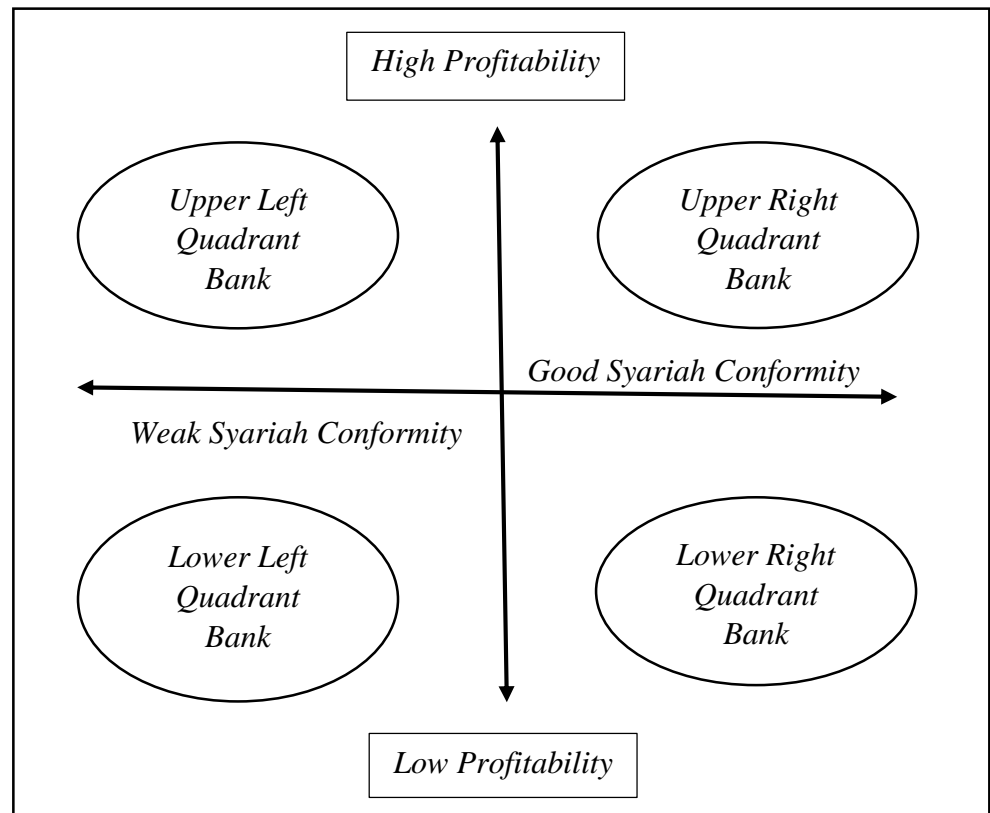 High Profitability
Upper Left
Quadrant
Bank
Upper Right
Quadrant
Bank
Good Syariah Conformity
Weak Syariah Conformity
Lower Left
Quadrant
Bank
Lower Right
Quadrant
Bank
Low Profitability